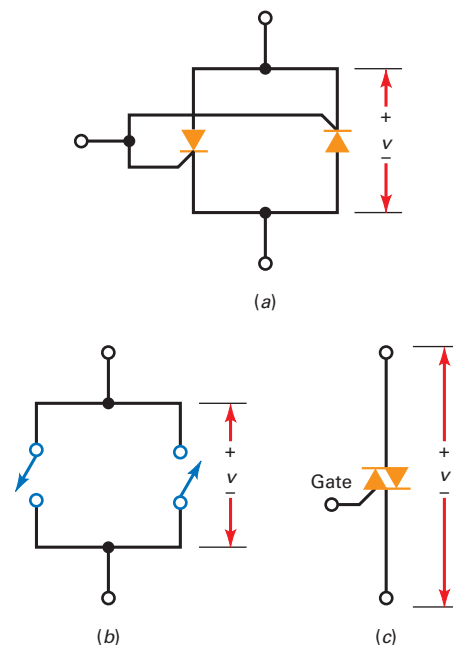 +
v
–
(a)
+
v
–
(b)
Gate
+
v
–
(c)